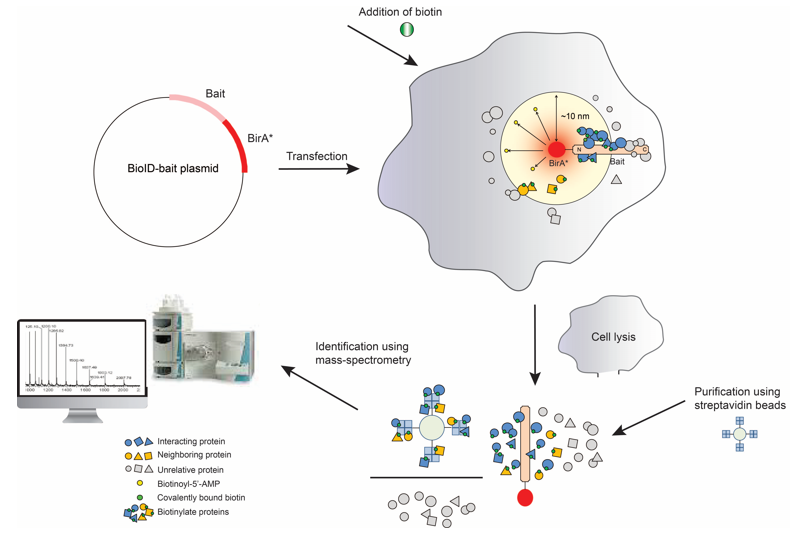 Addition of biotin
Bait
BirA*
BioID-bait plasmid
Transfection
~10 nm
N
C
BirA*
Bait
Cell lysis
Identification using
mass-spectrometry
Purification using
streptavidin beads
1000
1200
1400
1600
1800
2000
Interacting protein
Neighboring protein
Unrelative protein
Biotinoyl-5'-AMP
Covalently bound biotin
Biotinylate proteins